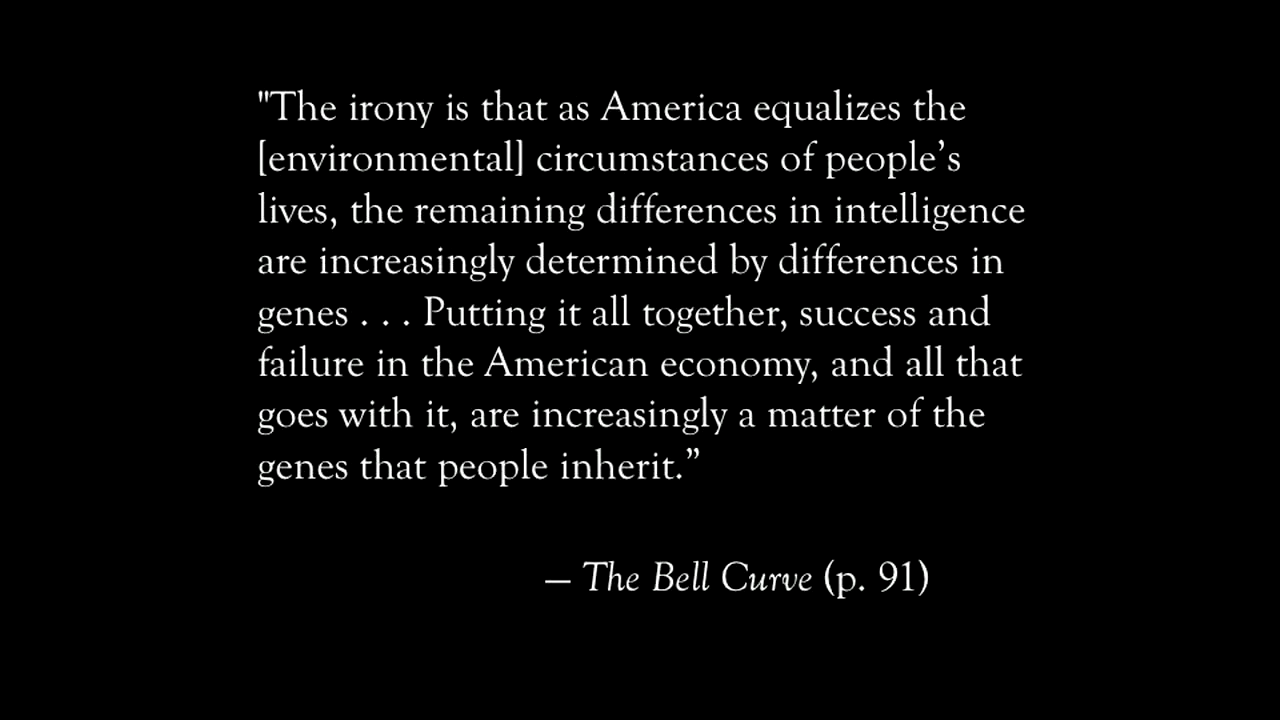 "The irony is that as America equalizes the
[environmental] circumstances of people’s
lives, the remaining differences in intelligence
are increasingly determined by differences in
genes . . . Putting it all together, success and
failure in the American economy, and all that
goes with it, are increasingly a matter of the
genes that people inherit.”
– The Bell Curve (p. 91)